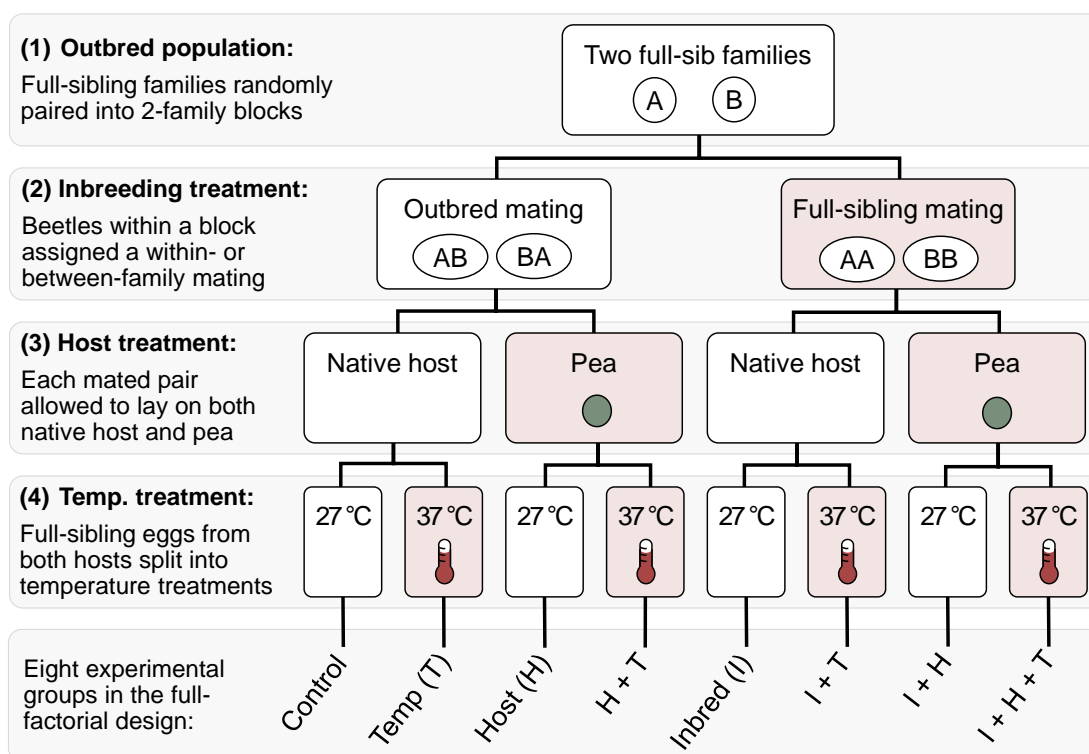 (1) Outbred population:
Full-sibling families randomly
paired into 2-family blocks
Two full-sib families
A B
(2) Inbreeding treatment:
Beetles within a block
assigned a within- or
between-family mating
Outbred mating
AB BA
Full-sibling mating
AA BB
(3) Host treatment:
Each mated pair
allowed to lay on both
native host and pea
Native host
Pea
Native host
Pea
(4) Temp. treatment:
Full-sibling eggs from
both hosts split into
temperature treatments
27 °C
37 °C
27 °C
37 °C
27 °C
37 °C
27 °C
37 °C
Eight experimental
groups in the full-
factorial design:
Control
Temp (T)
Host (H)
H + T
Inbred (I)
I + T
I + H
I + H + T